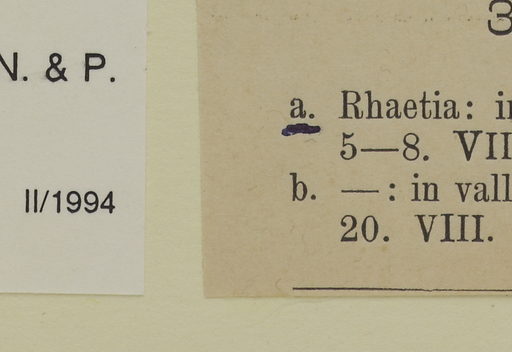 N. & P.
II/1994
3
a. Rhaetia: in
5—8. VII
b. — : in vall
20. VIII.